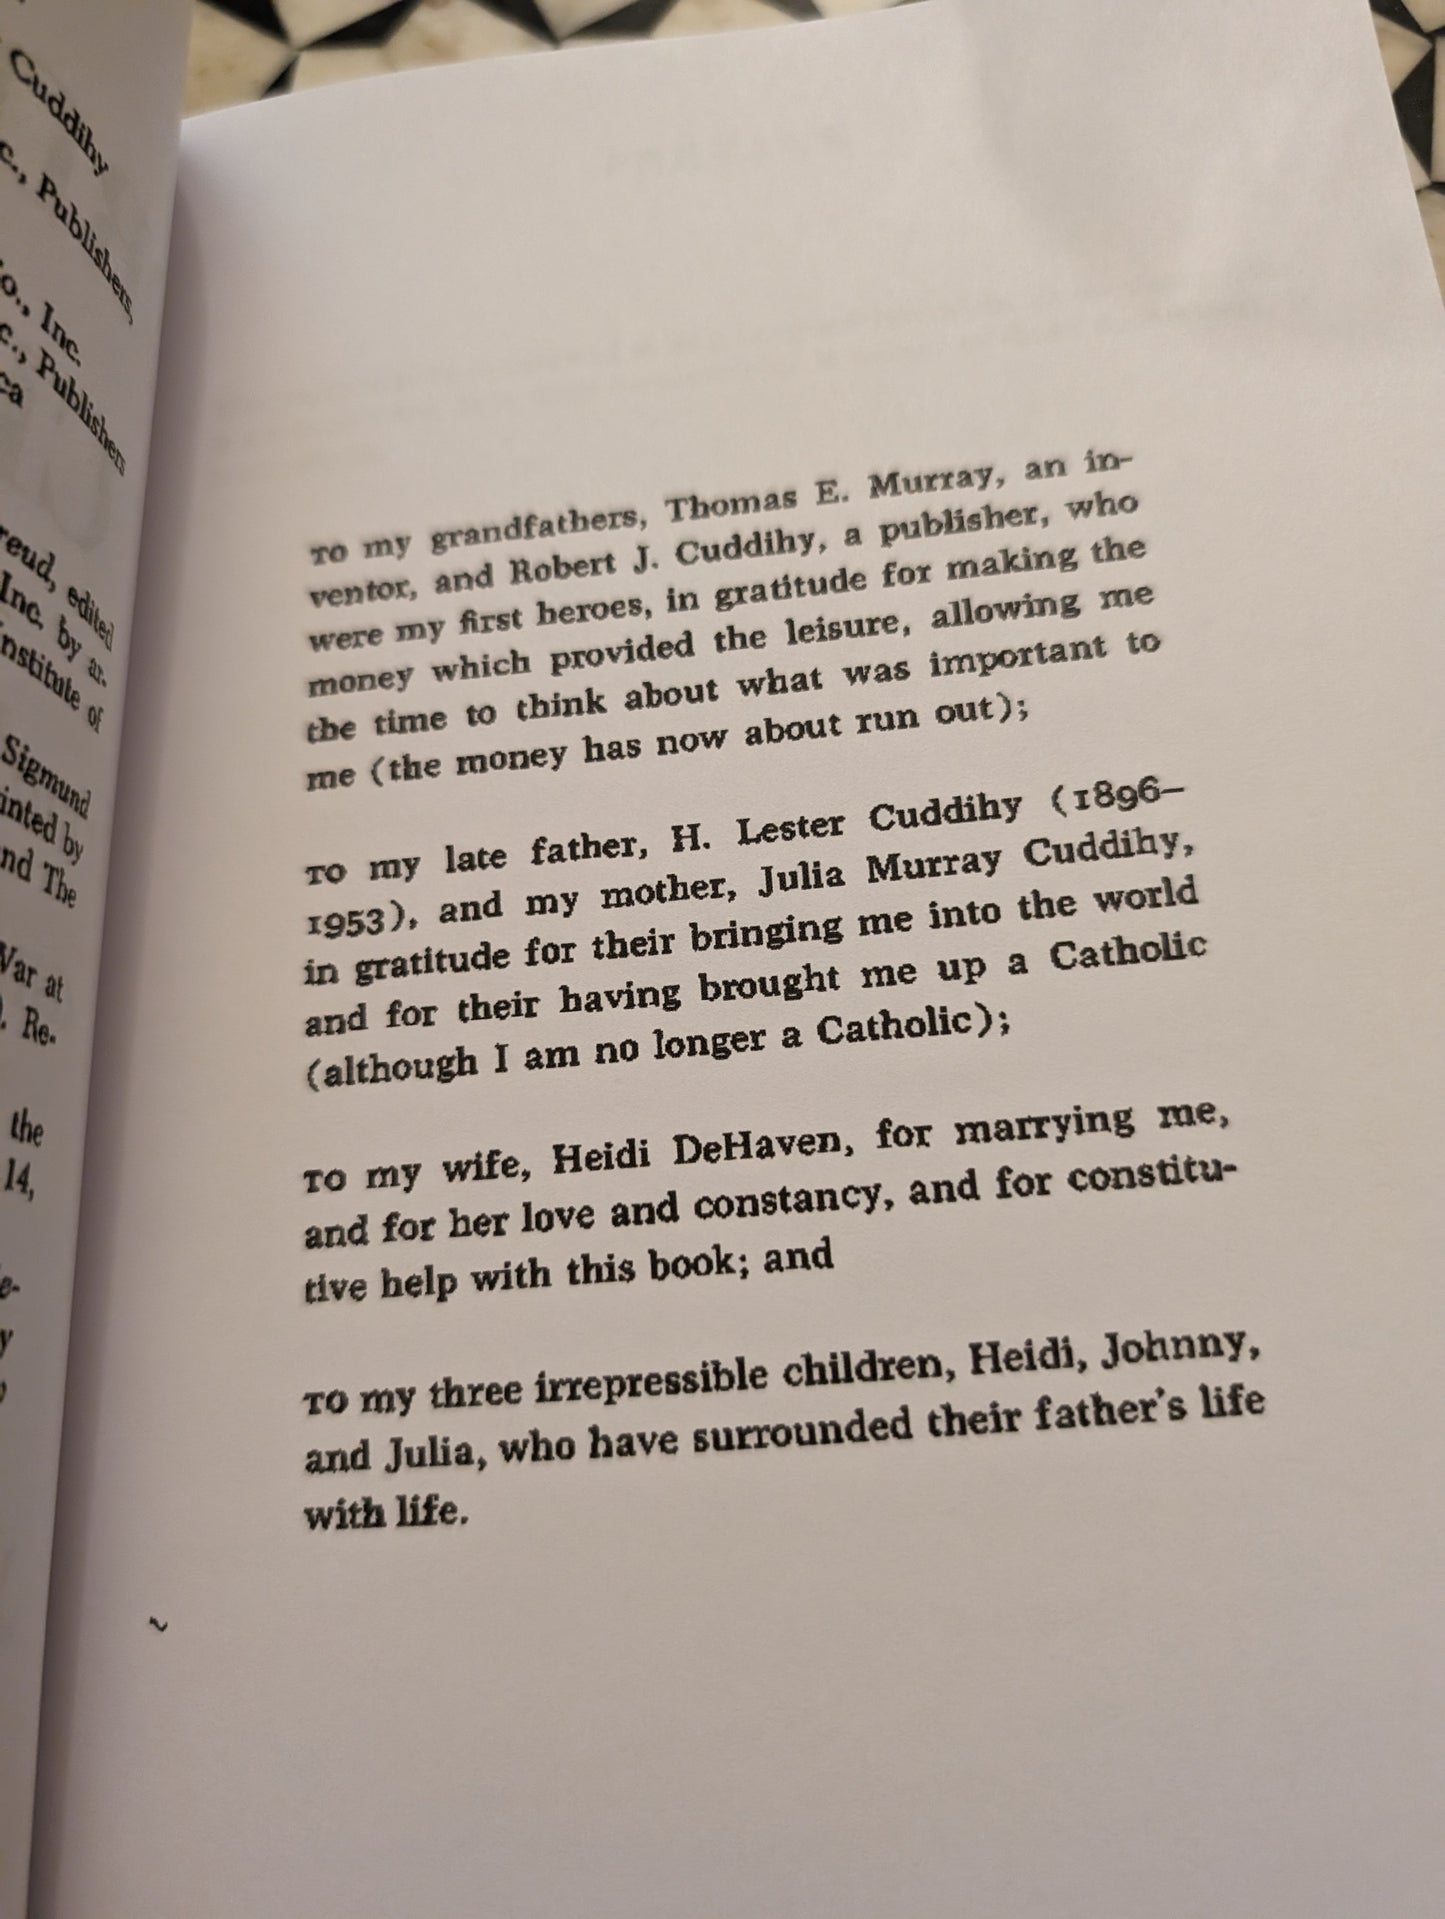 Cuddihy
c., Publishers,
o., Inc.
c., Publishers
ca
reud, edited
Inc. by ar-
nstitute of
Sigmund
inted by
nd The
War at
). Re-
the
14,
e-
y
TO my grandfathers, Thomas E. Murray, an in-
ventor, and Robert J. Cuddihy, a publisher, who
were my first heroes, in gratitude for making the
money which provided the leisure, allowing me
the time to think about what was important to
me (the money has now about run out);
TO my late father, H. Lester Cuddihy (1896–
1953), and my mother, Julia Murray Cuddihy,
in gratitude for their bringing me into the world
and for their having brought me up a Catholic
(although I am no longer a Catholic);
TO my wife, Heidi DeHaven, for marrying me,
and for her love and constancy, and for constitu-
tive help with this book; and
TO my three irrepressible children, Heidi, Johnny,
and Julia, who have surrounded their father's life
with life.